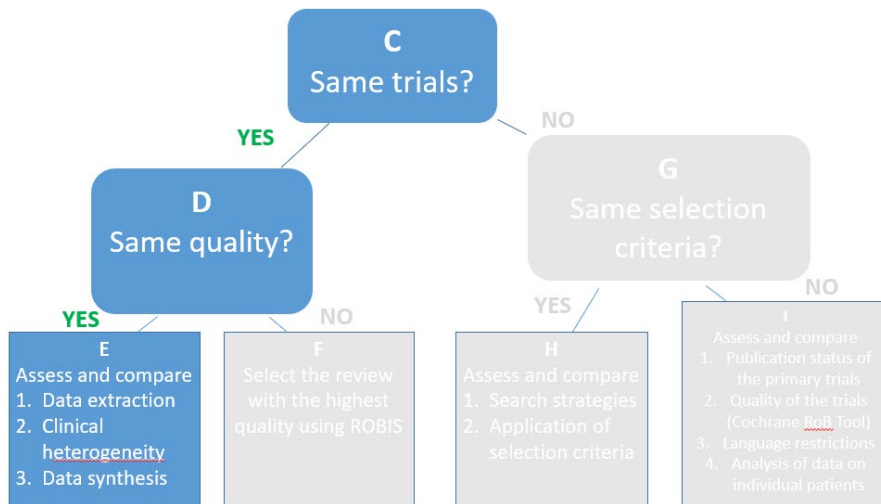 C
Same trials?
YES
NO
D
Same quality?
G
Same selection
criteria?
YES
NO
YES
NO
E
Assess and compare
1. Data extraction
2. Clinical
heterogeneity
3. Data synthesis
F
Select the review
with the highest
quality using ROBIS
H
Assess and compare
1. Search strategies
2. Application of
selection criteria
I
Assess and compare
1. Publication status of
the primary trials
2. Quality of the trials
(Cochrane RoB Tool)
3. Language restrictions
4. Analysis of data on
individual patients